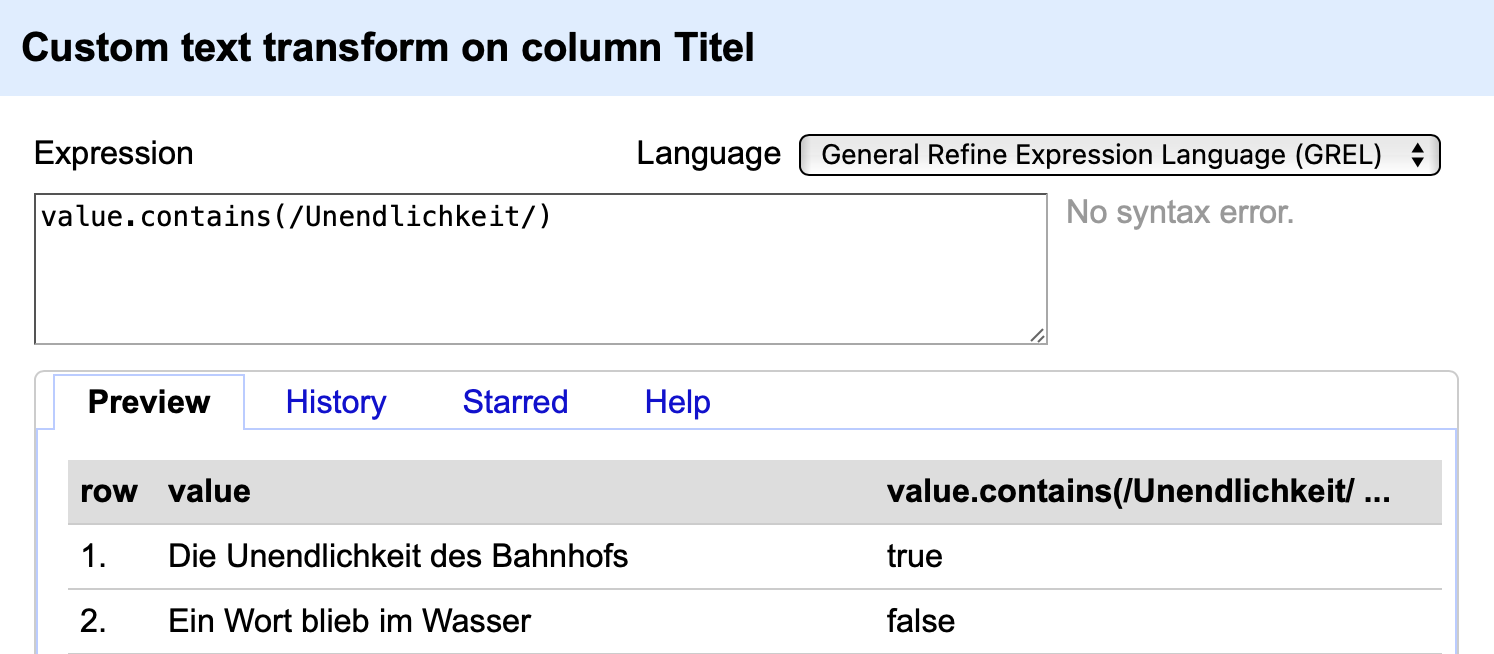 Custom text transform on column Titel
Expression
Language General Refine Expression Language (GREL)
value.contains(/Unendlichkeit/)
No syntax error.
Preview History Starred Help
row value value.contains(/Unendlichkeit/ ...
1. Die Unendlichkeit des Bahnhofs true
2. Ein Wort blieb im Wasser false